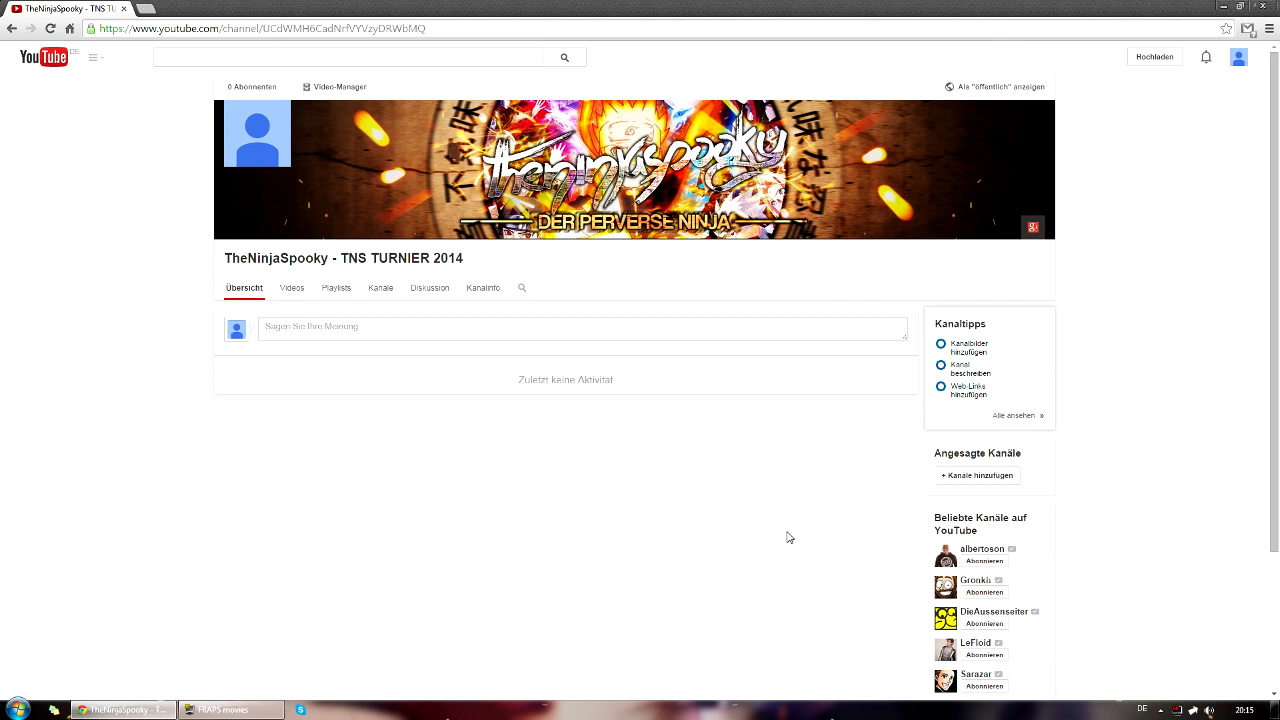 TheNinjaSpooky - TNS TU
https://www.youtube.com/channel/UCdWMH6CadNrfVYVzyDRWbMQ
YouTube DE
Hochladen
0 Abonnenten
Video-Manager
Als "öffentlich" anzeigen
theninjaspooky
DER PERVERSE NINJA
TheNinjaSpooky - TNS TURNIER 2014
Übersicht
Videos
Playlists
Kanäle
Diskussion
Kanalinfo
Sagen Sie Ihre Meinung
Zuletzt keine Aktivität
Kanaltipps
Kanalbilder
hinzufügen
Kanal
beschreiben
Web-Links
hinzufügen
Alle ansehen »
Angesagte Kanäle
+ Kanäle hinzufügen
Beliebte Kanäle auf
YouTube
albertoson
Abonnieren
Gronkh
Abonnieren
DieAussenseiter
Abonnieren
LeFloid
Abonnieren
Sarazar
Abonnieren
TheNinjaSpooky - T...
FRAPS movies
DE
20:15